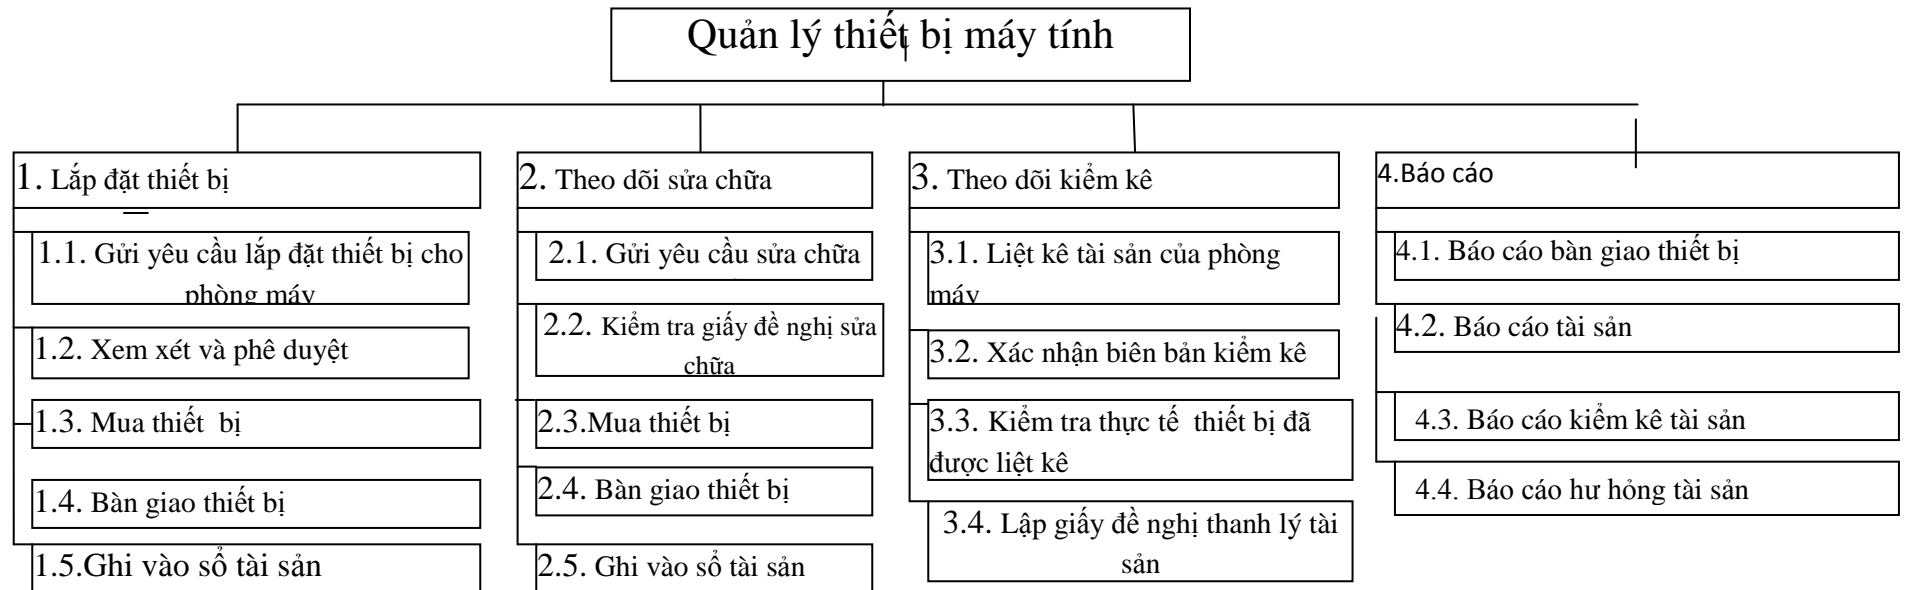 Quản lý thiết bị máy tính
1. Lắp đặt thiết bị
1.1. Gửi yêu cầu lắp đặt thiết bị cho
phòng máy
1.2. Xem xét và phê duyệt
1.3. Mua thiết bị
1.4. Bàn giao thiết bị
1.5.Ghi vào sổ tài sản
2. Theo dõi sửa chữa
2.1. Gửi yêu cầu sửa chữa
2.2. Kiểm tra giấy đề nghị sửa
chữa
2.3.Mua thiết bị
2.4. Bàn giao thiết bị
2.5. Ghi vào sổ tài sản
3. Theo dõi kiểm kê
3.1. Liệt kê tài sản của phòng
máy
3.2. Xác nhận biên bản kiểm kê
3.3. Kiểm tra thực tế thiết bị đã
được liệt kê
3.4. Lập giấy đề nghị thanh lý tài
sản
4.Báo cáo
4.1. Báo cáo bàn giao thiết bị
4.2. Báo cáo tài sản
4.3. Báo cáo kiểm kê tài sản
4.4. Báo cáo hư hỏng tài sản